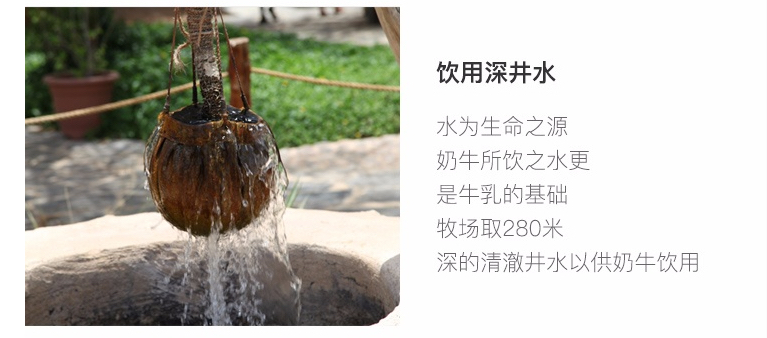 饮用深井水
水为生命之源
奶牛所饮之水更
是牛乳的基础
牧场取280米
深的清澈井水以供奶牛饮用